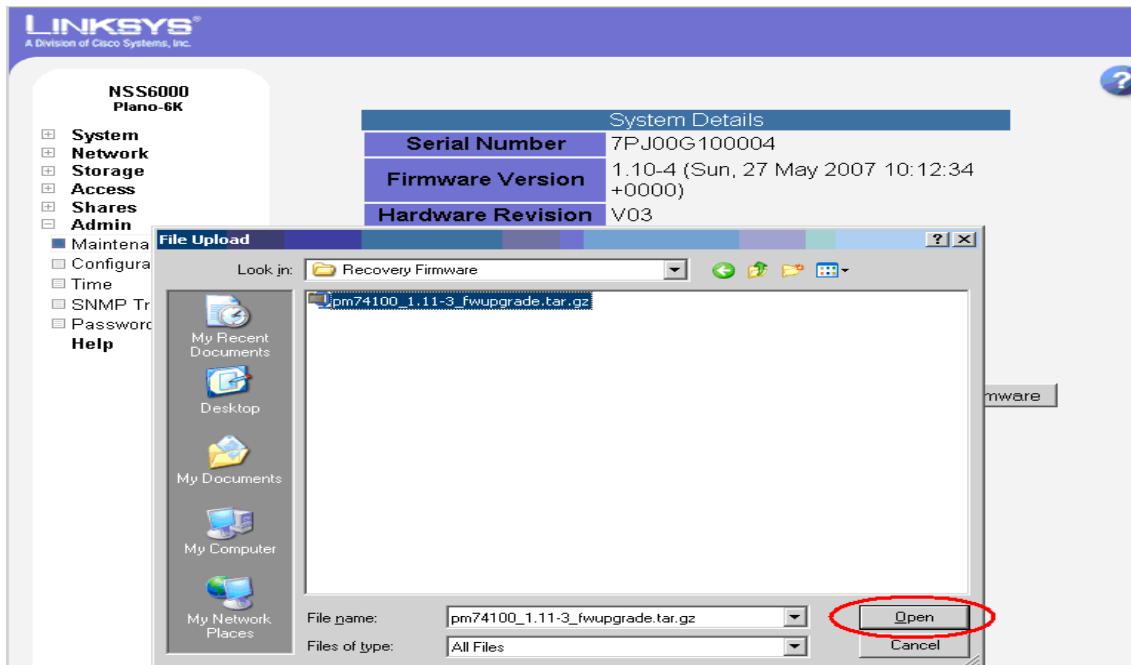 LINKSYS®
A Division of Cisco Systems, Inc.
?
NSS6000
Plano-6K
System
Network
Storage
Access
Shares
Admin
Maintena
Configura
Time
SNMP Tr
Password
Help
System Details
Serial Number 7PJ00G100004
Firmware Version 1.10-4 (Sun, 27 May 2007 10:12:34 +0000)
Hardware Revision V03
mware
File Upload
? X
Look in: Recovery Firmware
pm74100_1.11-3_fwupgrade.tar.gz
My Recent
Documents
Desktop
My Documents
My Computer
My Network
Places
File name: pm74100_1.11-3_fwupgrade.tar.gz Open
Files of type: All Files Cancel